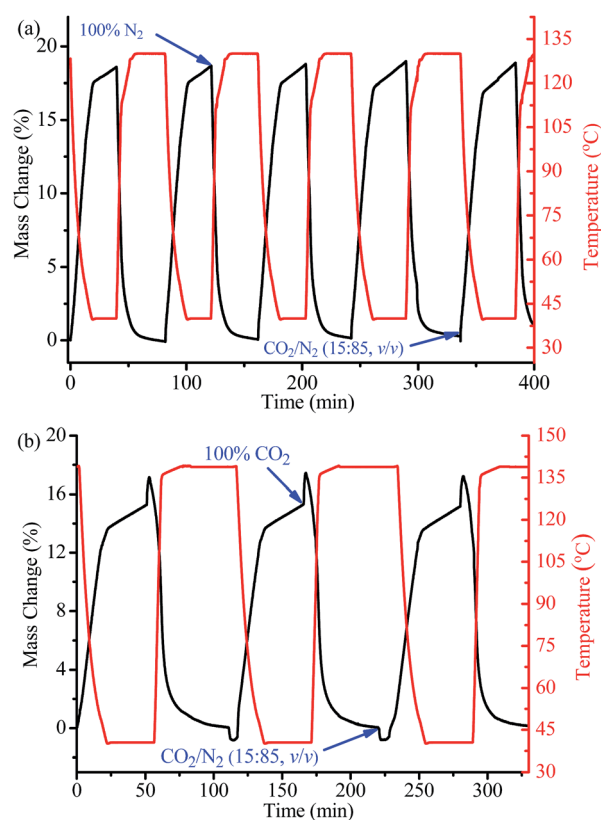 (a)
100% N₂
20
15
10
5
0
Mass Change (%)
135
120
105
90
75
60
45
30
Temperature (ºC)
CO₂/N₂ (15:85, v/v)
0 100 200 300 400
Time (min)
(b)
100% CO₂
20
16
12
8
4
0
Mass Change (%)
150
135
120
105
90
75
60
45
30
Temperature (ºC)
CO₂/N₂ (15:85, v/v)
0 50 100 150 200 250 300
Time (min)